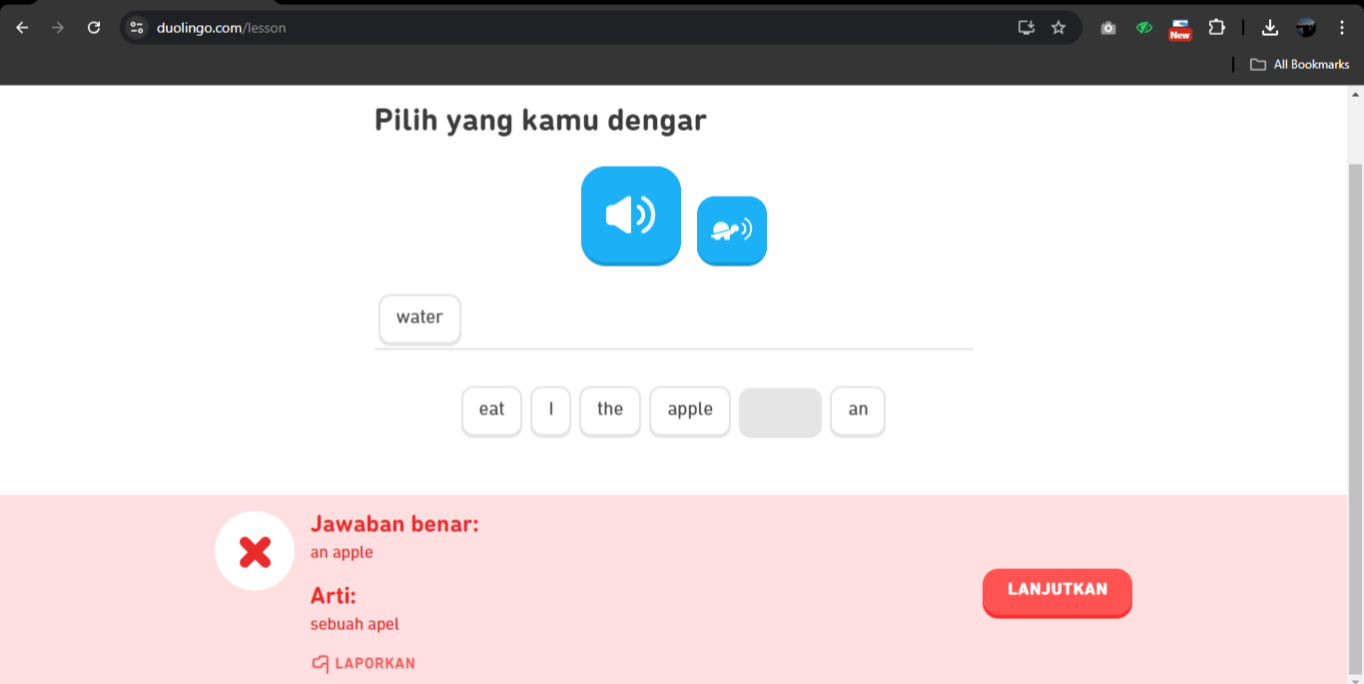 duolingo.com/lesson
New
All Bookmarks
Pilih yang kamu dengar
water
eat I the apple an
Jawaban benar:
an apple
Arti:
sebuah apel
LANJUTKAN
LAPORKAN